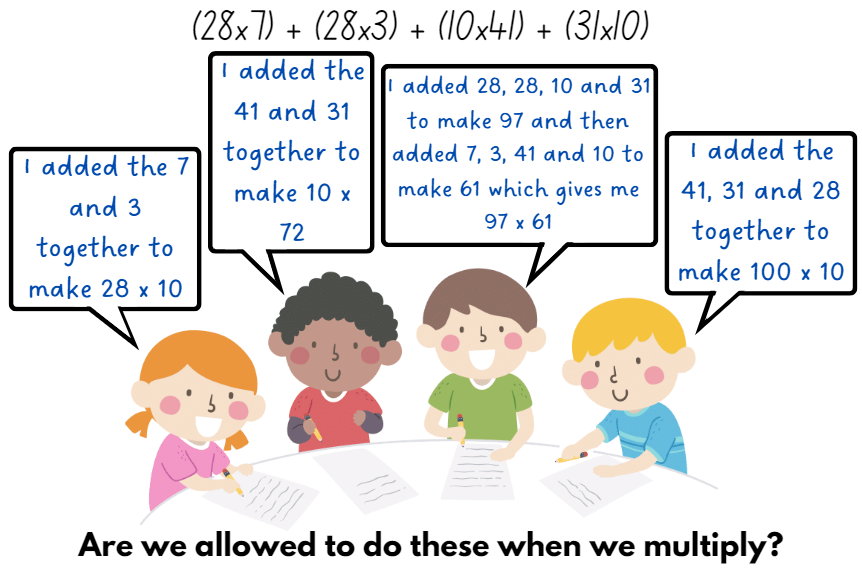 (28x7) + (28x3) + (10x41) + (31x10)
I added the 7
and 3
together to
make 28 x 10
I added the
41 and 31
together to
make 10 x
72
I added 28, 28, 10 and 31
to make 97 and then
added 7, 3, 41 and 10 to
make 61 which gives me
97 x 61
I added the
41, 31 and 28
together to
make 100 x 10
Are we allowed to do these when we multiply?